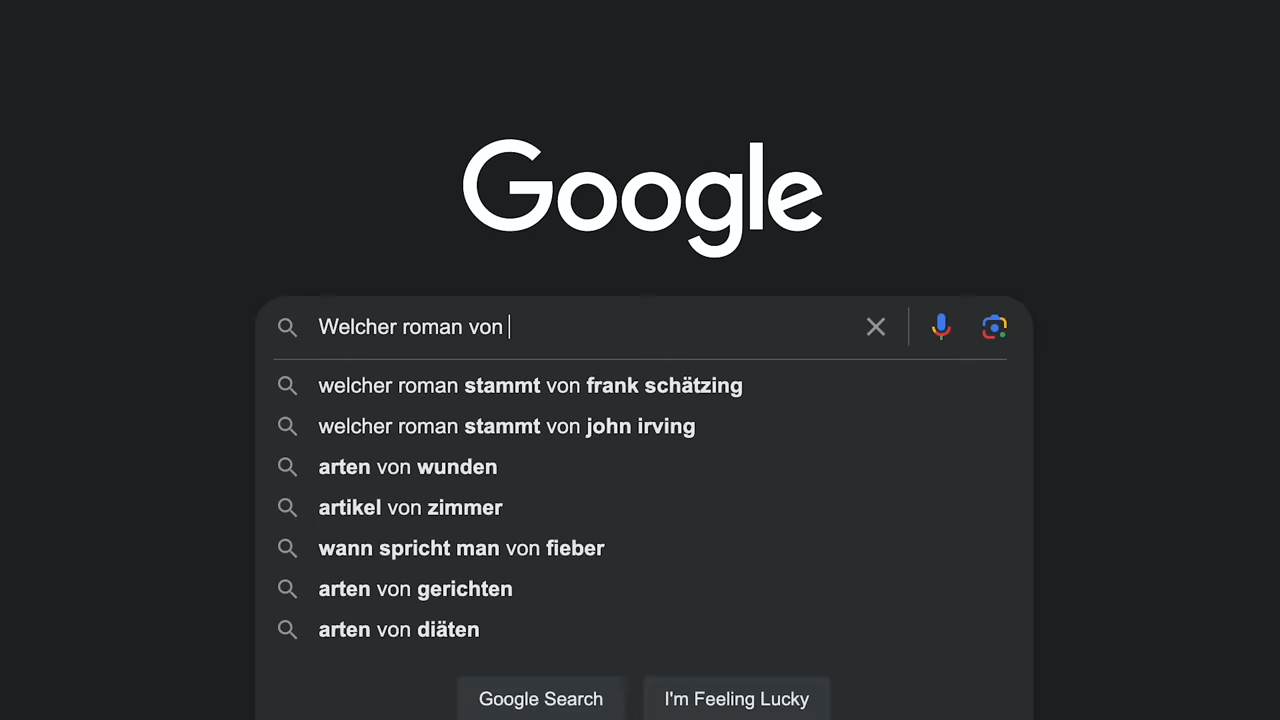 Google
Welcher roman von
welcher roman stammt von frank schätzing
welcher roman stammt von john irving
arten von wunden
artikel von zimmer
wann spricht man von fieber
arten von gerichten
arten von diäten
Google Search I'm Feeling Lucky